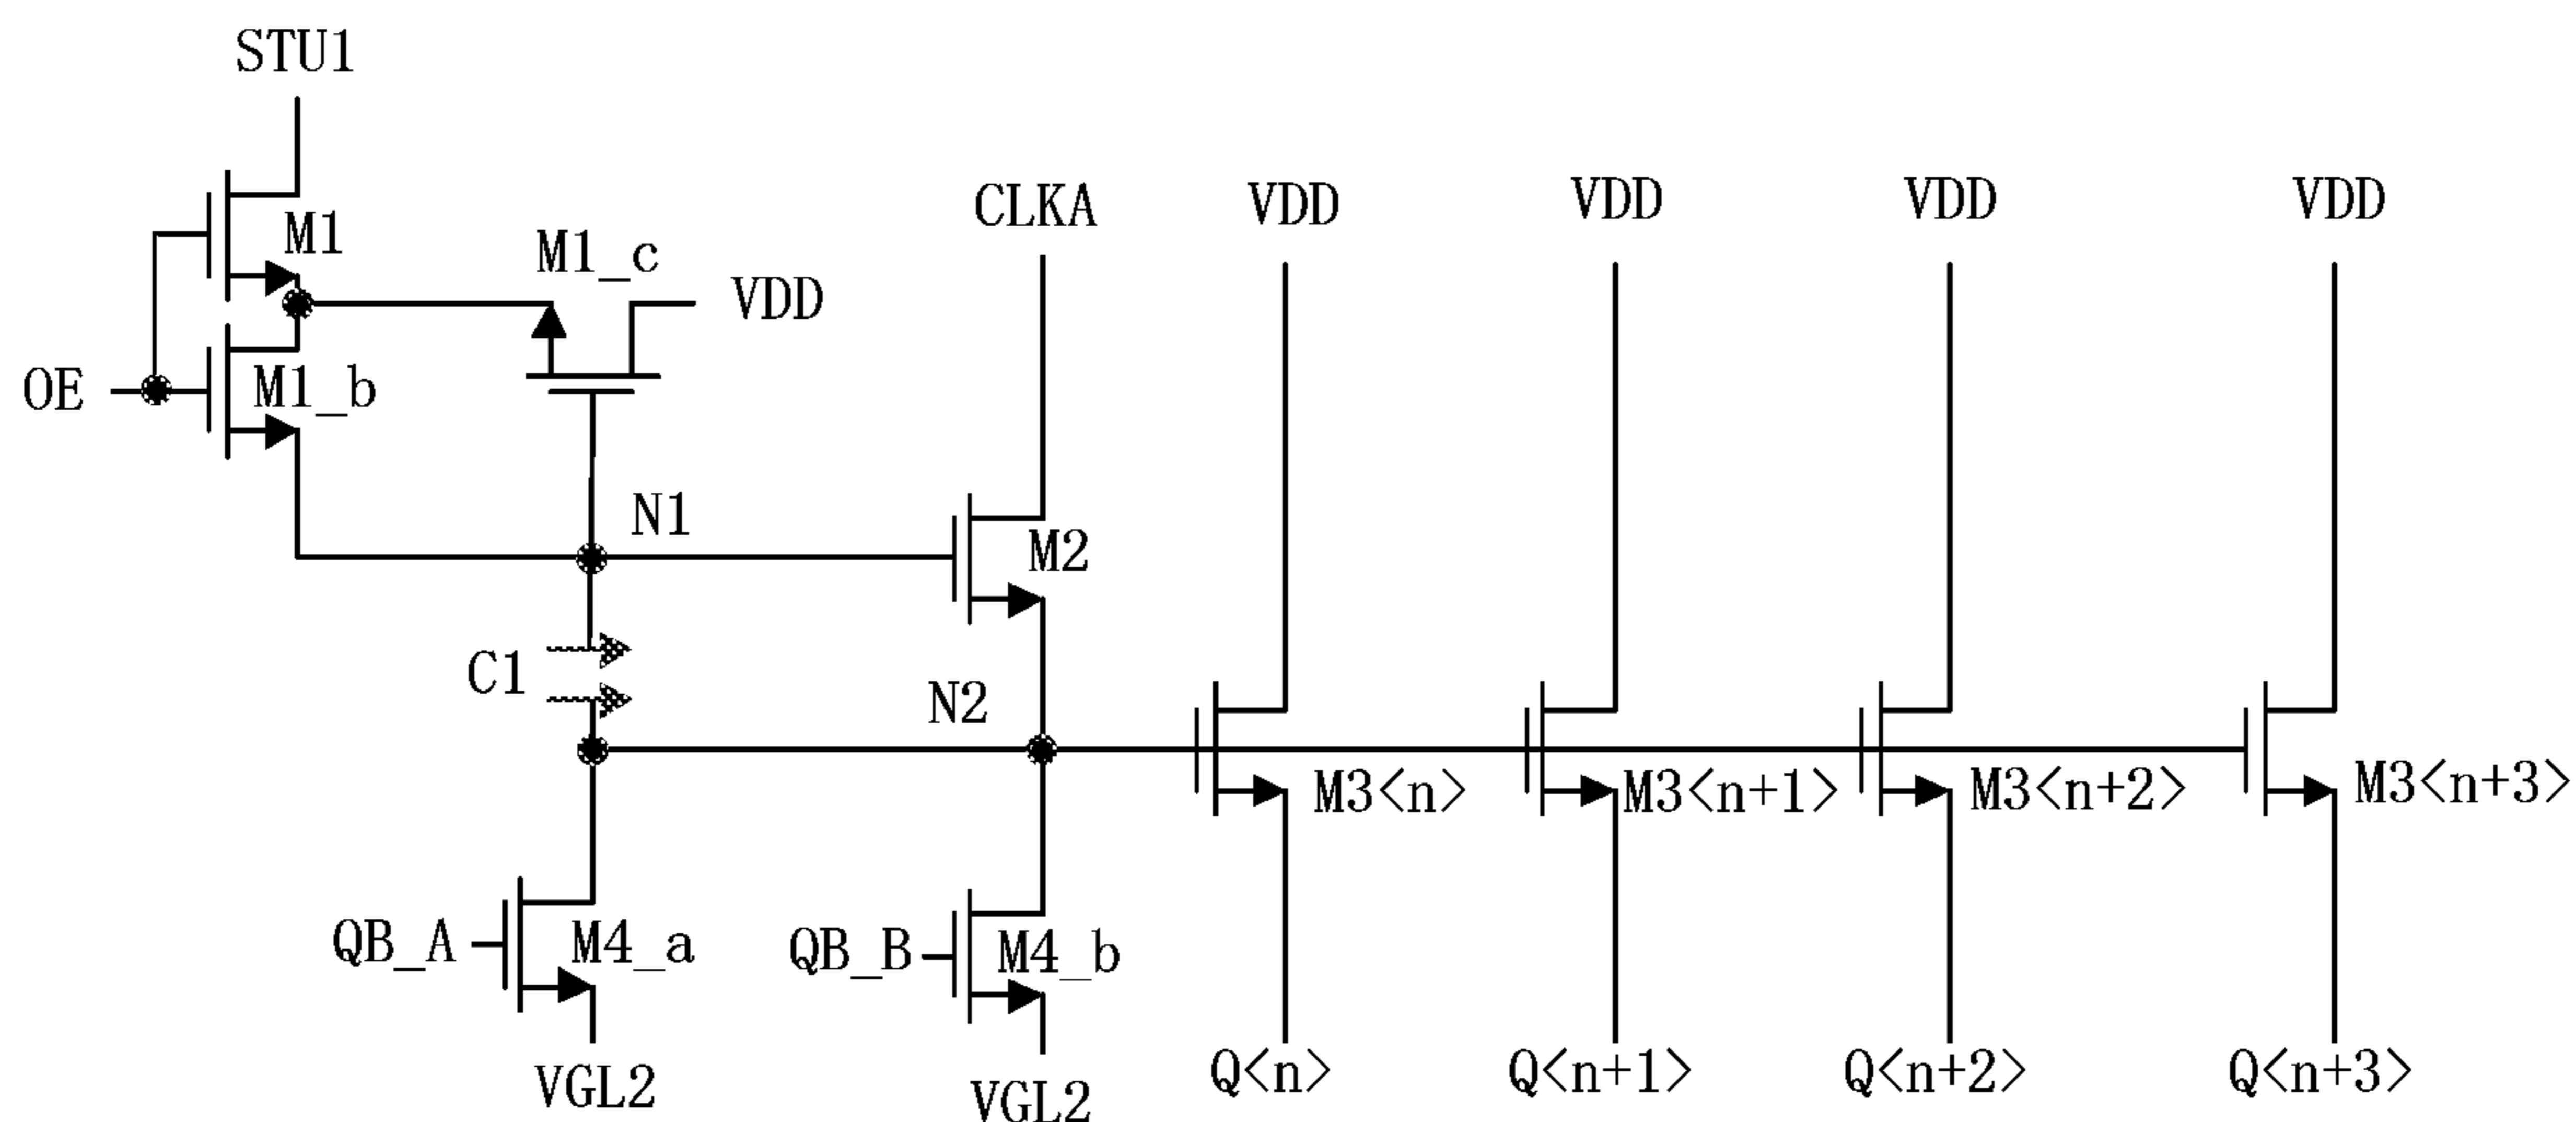 STU1
M1
M1_c
VDD
CLKA
VDD
VDD
VDD
VDD
OE
M1_b
N1
M2
C1
N2
M3<n>
M3<n+1>
M3<n+2>
M3<n+3>
QB_A
M4_a
QB_B
M4_b
VGL2
VGL2
Q<n>
Q<n+1>
Q<n+2>
Q<n+3>